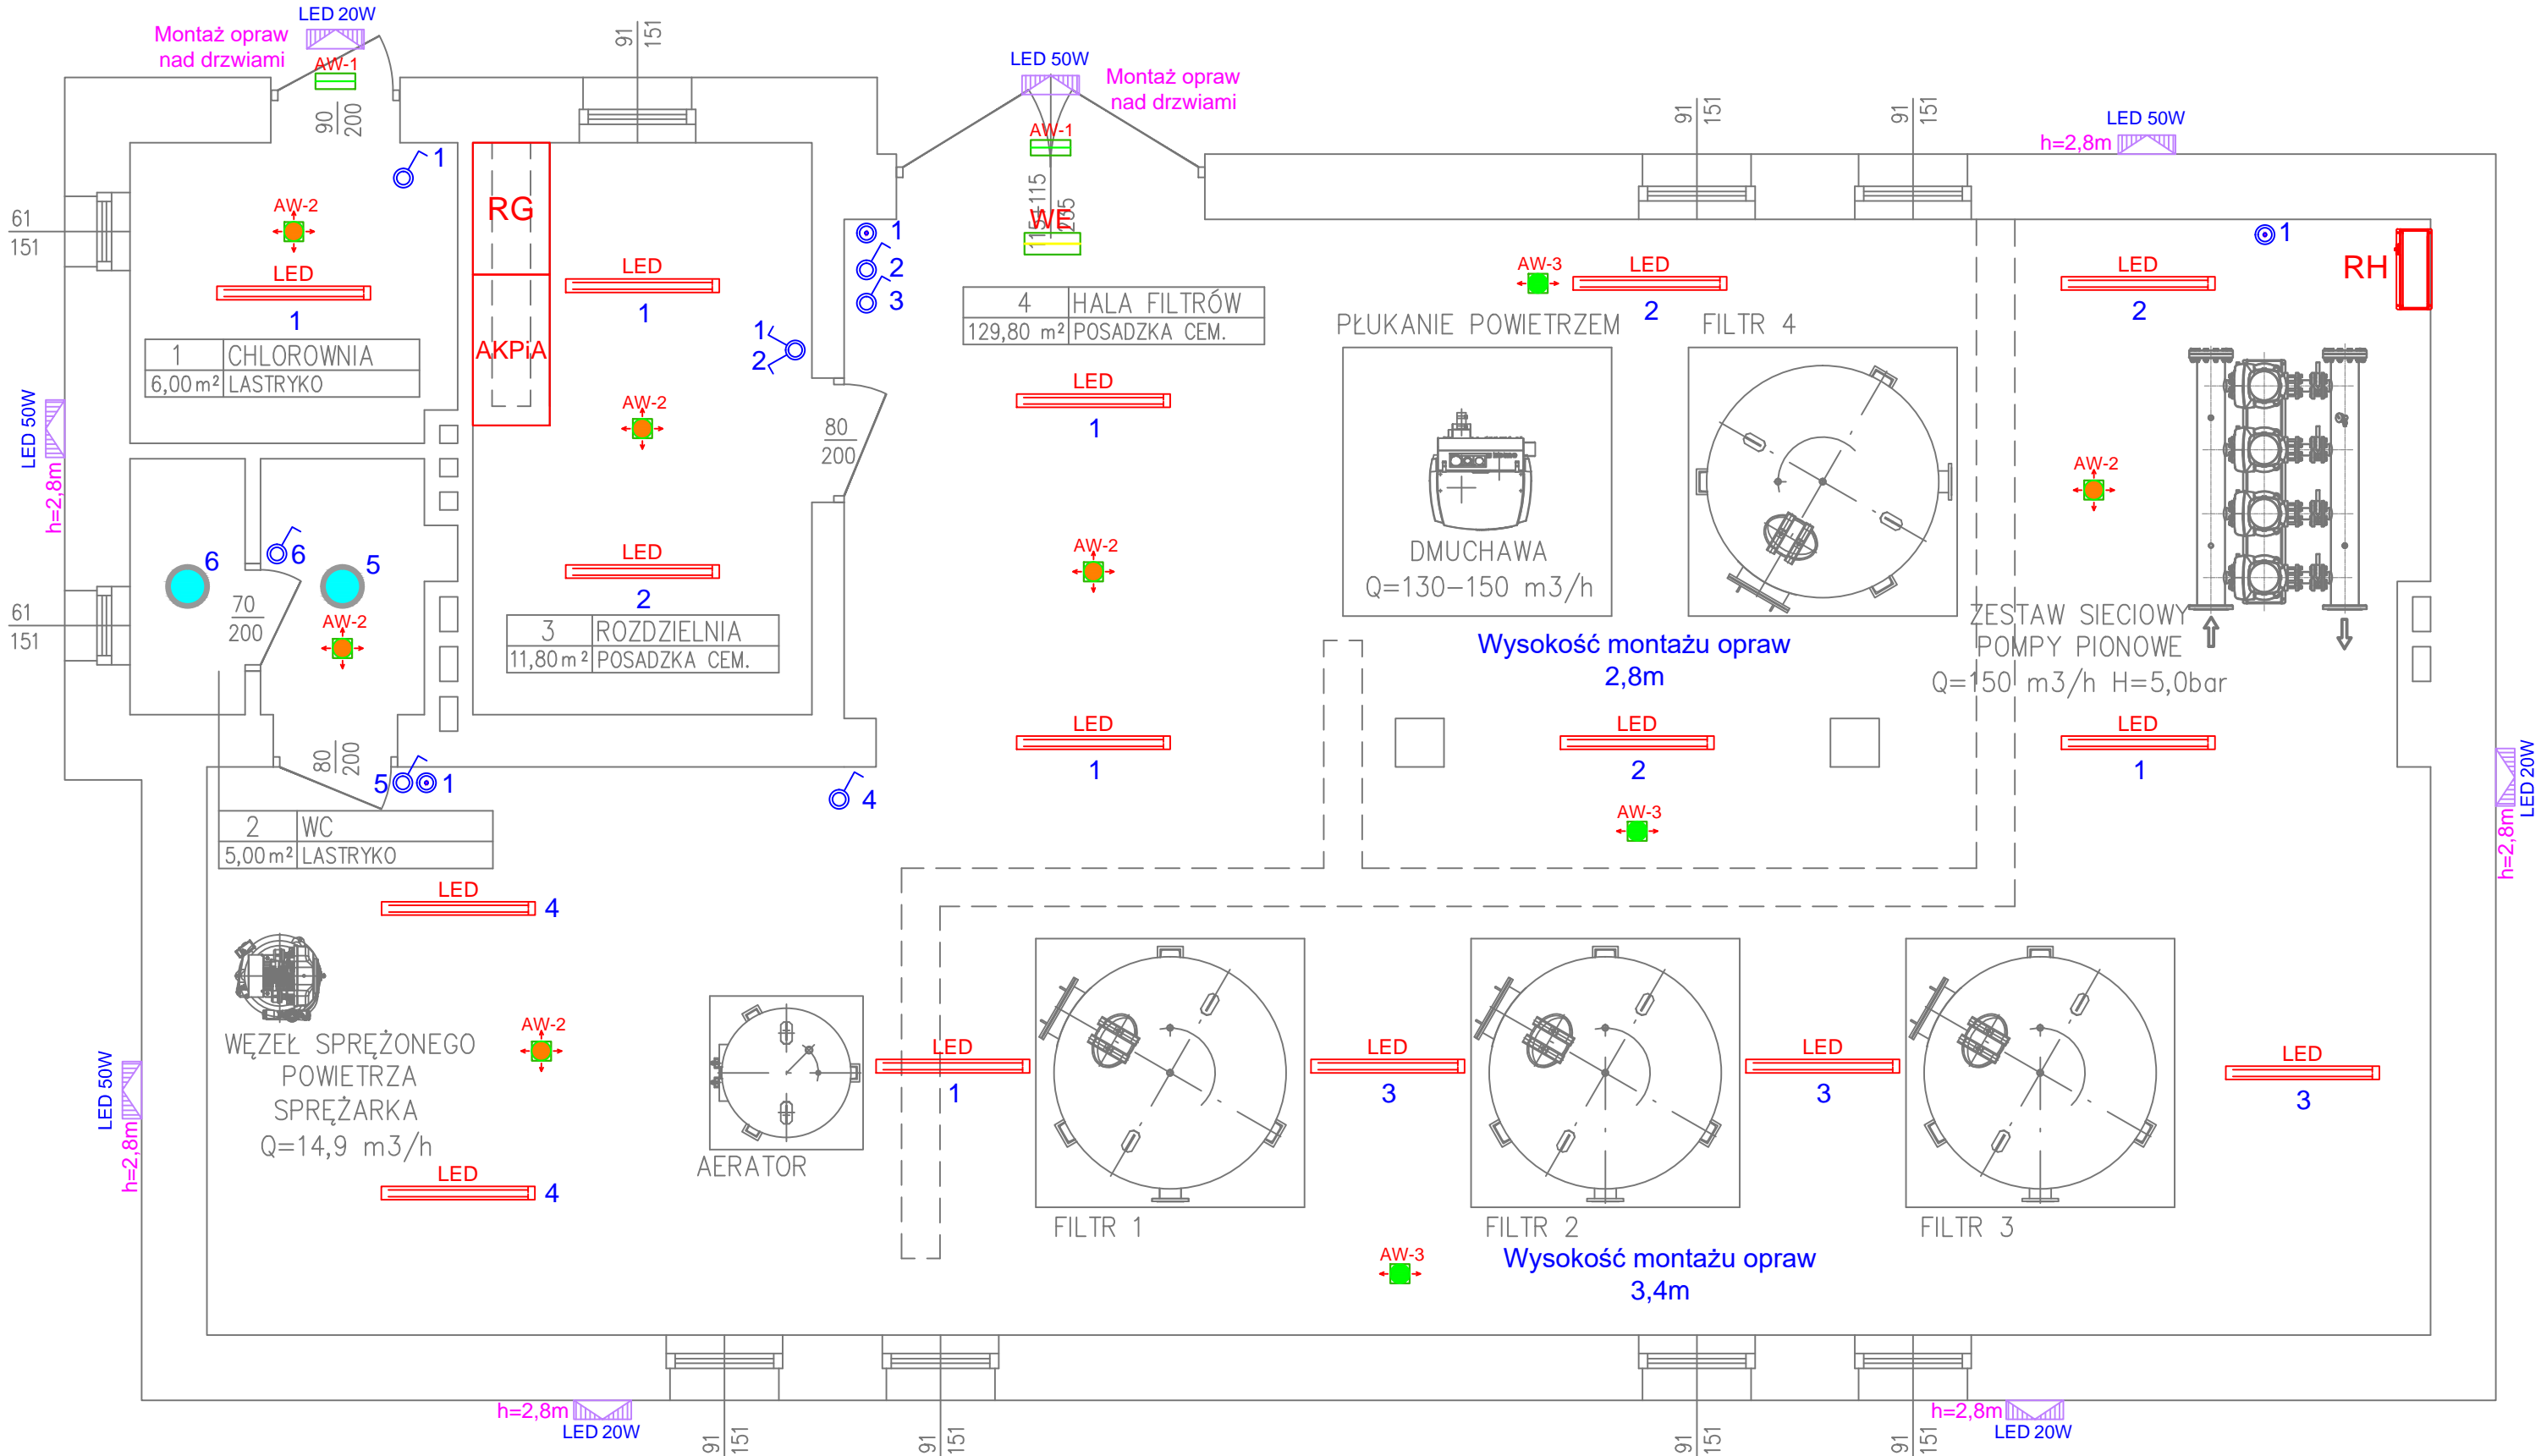 LED 20W
Montaż opraw
nad drzwiami
AW-1
90
200
91
151
LED 50W
Montaż opraw
nad drzwiami
AW-1
115+115
235
WE
91
151
91
151
LED 50W
h=2,8m
1
AW-2
LED
1
1 CHLOROWNIA
6,00 m² LASTRYKO
61
151
LED 50W
h=2,8m
61
151
RG
AKPiA
LED
1
1
2
AW-2
80
200
LED
2
3 ROZDZIELNIA
11,80 m² POSADZKA CEM.
1
2
3
4 HALA FILTRÓW
129,80 m² POSADZKA CEM.
LED
1
AW-2
LED
1
AW-3
LED
2
PŁUKANIE POWIETRZEM
FILTR 4
DMUCHAWA
Q=130-150 m3/h
Wysokość montażu opraw
2,8m
LED
2
AW-3
LED
2
1
RH
AW-2
ZESTAW SIECIOWY
POMPY PIONOWE
Q=150 m3/h H=5,0bar
LED
1
LED 20W
h=2,8m
6
6
5
70
200
AW-2
80
200
5
1
4
2 WC
5,00 m² LASTRYKO
LED
4
WĘZEŁ SPRĘŻONEGO
POWIETRZA
SPRĘŻARKA
Q=14,9 m3/h
AW-2
LED
4
LED 50W
h=2,8m
AERATOR
LED
1
FILTR 1
LED
3
FILTR 2
LED
3
FILTR 3
LED
3
AW-3
Wysokość montażu opraw
3,4m
h=2,8m
LED 20W
91
151
91
151
91
151
91
151
h=2,8m
LED 20W